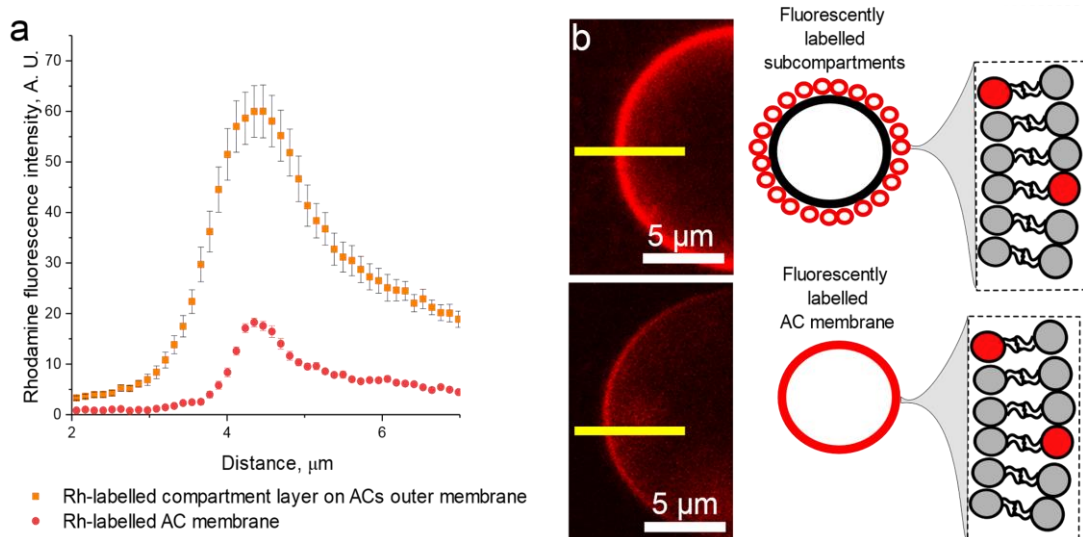 a
Rhodamine fluorescence intensity, A. U.
70
60
50
40
30
20
10
0
2
4
6
Distance, μm
Rh-labelled compartment layer on ACs outer membrane
Rh-labelled AC membrane
b
5 μm
5 μm
Fluorescently
labelled
subcompartments
Fluorescently
labelled
AC membrane